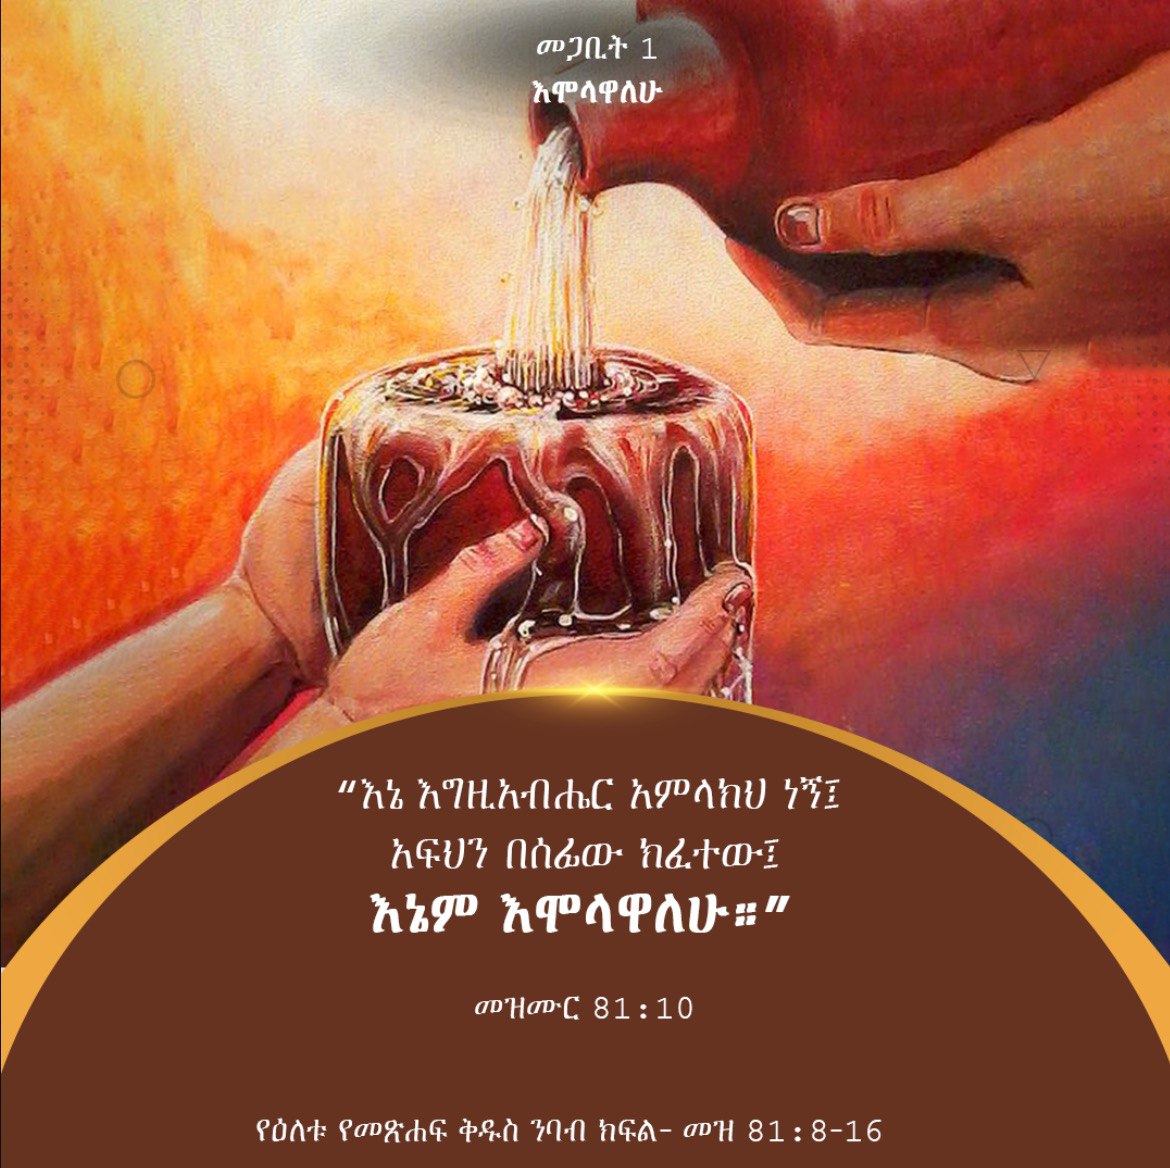 መጋቢት 1
እሞላዋለሁ
“እኔ እግዚአብሔር አምላክህ ነኝ፤
አፍህን በሰፊው ክፈተው፤
እኔም እሞላዋለሁ።”
መዝሙር 81:10
የዕለቱ የመጽሐፍ ቅዱስ ንባብ ክፍል- መዝ 81:8-16